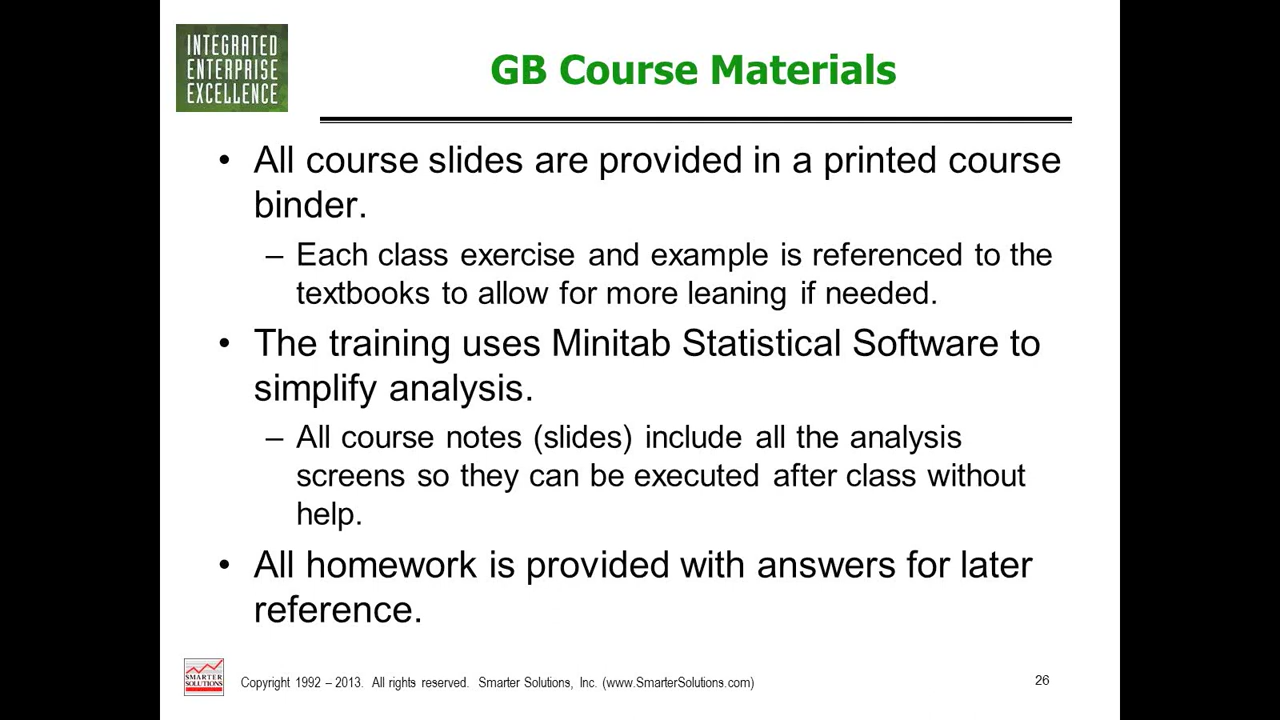 INTEGRATED
ENTERPRISE
EXCELLENCE
GB Course Materials
• All course slides are provided in a printed course
binder.
– Each class exercise and example is referenced to the
textbooks to allow for more leaning if needed.
• The training uses Minitab Statistical Software to
simplify analysis.
– All course notes (slides) include all the analysis
screens so they can be executed after class without
help.
• All homework is provided with answers for later
reference.
SMARTER
SOLUTIONS
Copyright 1992 – 2013. All rights reserved. Smarter Solutions, Inc. (www.SmarterSolutions.com)
26